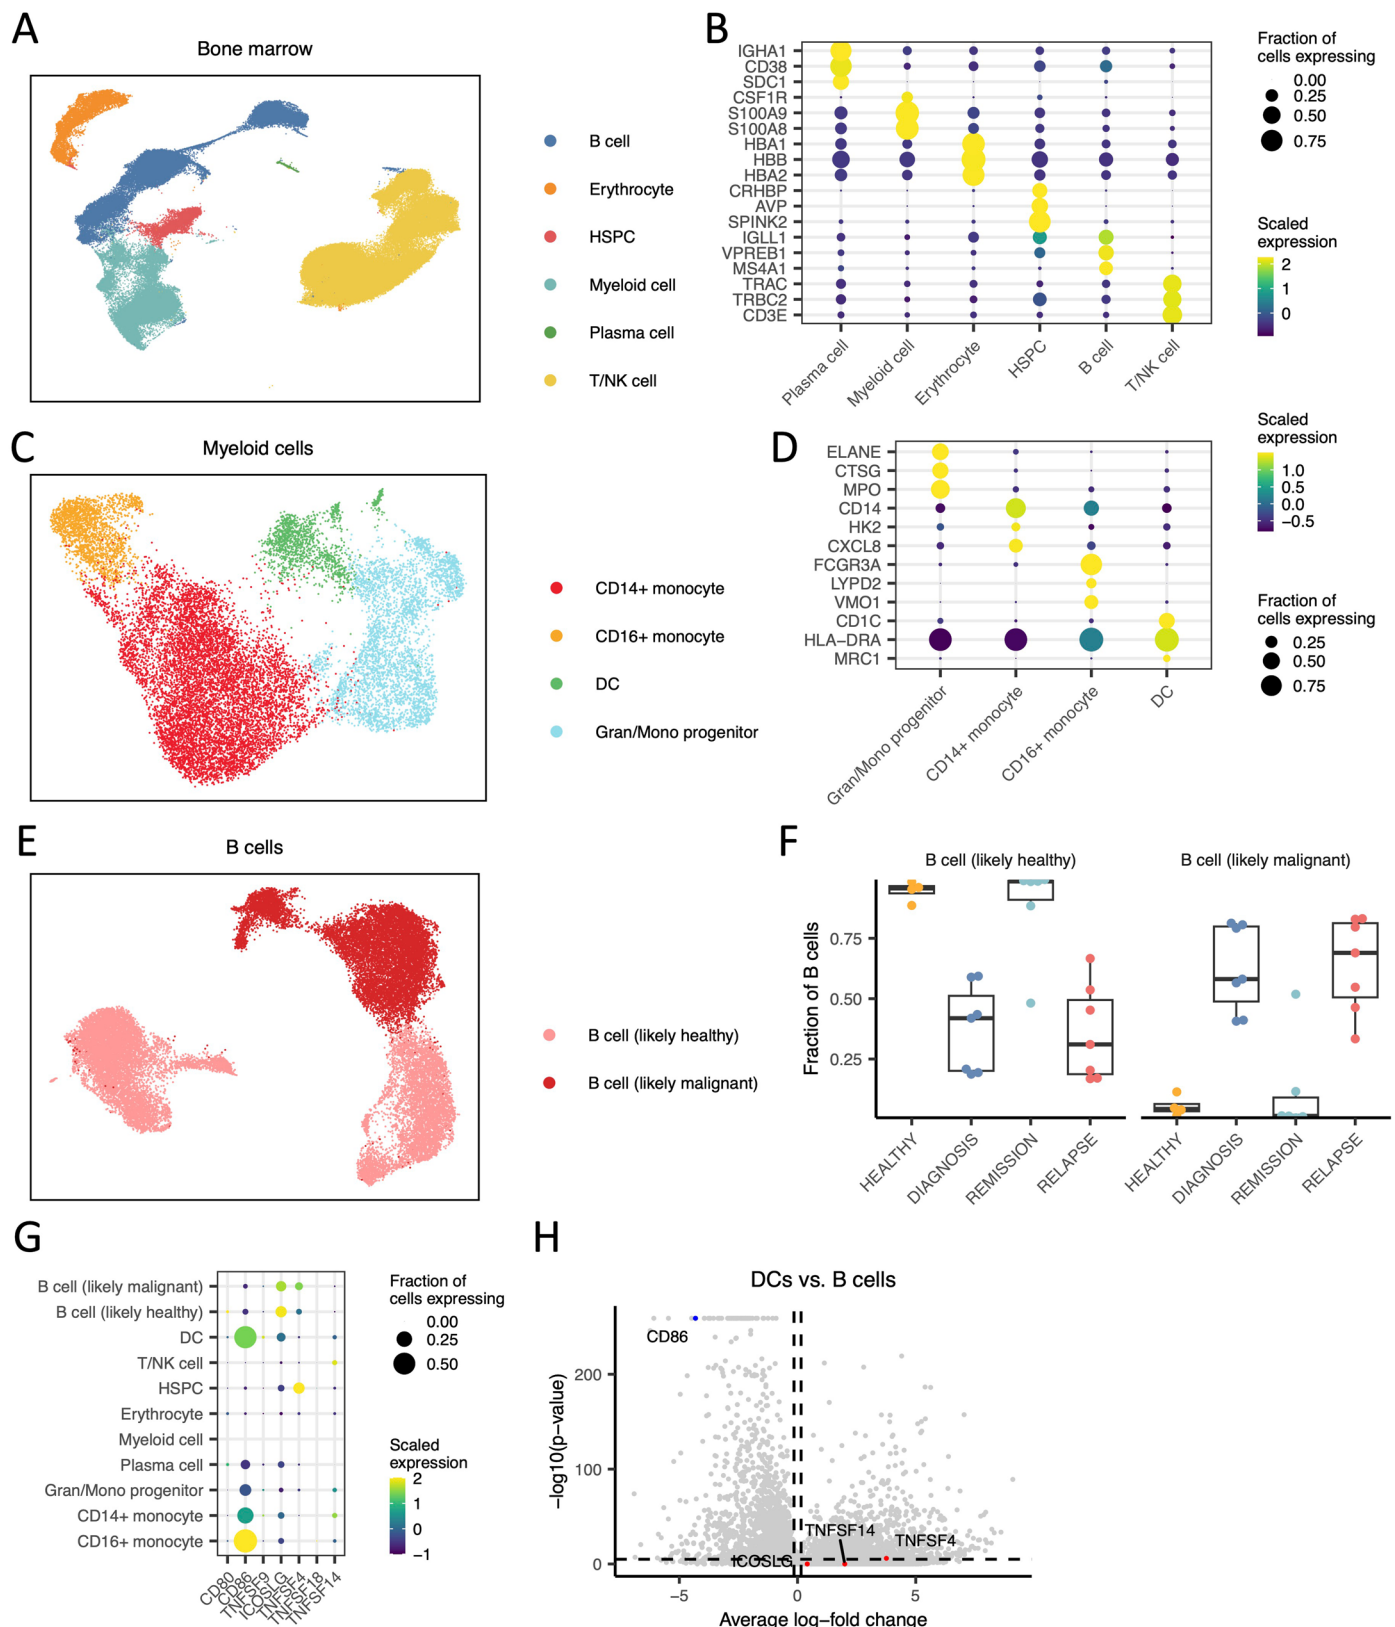 A
Bone marrow
B cell
Erythrocyte
HSPC
Myeloid cell
Plasma cell
T/NK cell
B
IGHA1
CD38
SDC1
CSF1R
S100A9
S100A8
HBA1
HBB
HBA2
CRHBP
AVP
SPINK2
IGLL1
VPREB1
MS4A1
TRAC
TRBC2
CD3E
Plasma cell
Myeloid cell
Erythrocyte
HSPC
B cell
T/NK cell
Fraction of
cells expressing
0.00
0.25
0.50
0.75
Scaled
expression
2
1
0
C
Myeloid cells
CD14+ monocyte
CD16+ monocyte
DC
Gran/Mono progenitor
D
ELANE
CTSG
MPO
CD14
HK2
CXCL8
FCGR3A
LYPD2
VMO1
CD1C
HLA−DRA
MRC1
Gran/Mono progenitor
CD14+ monocyte
CD16+ monocyte
DC
Scaled
expression
1.0
0.5
0.0
−0.5
Fraction of
cells expressing
0.25
0.50
0.75
E
B cells
B cell (likely healthy)
B cell (likely malignant)
F
B cell (likely healthy)
B cell (likely malignant)
Fraction of B cells
0.75
0.50
0.25
HEALTHY
DIAGNOSIS
REMISSION
RELAPSE
HEALTHY
DIAGNOSIS
REMISSION
RELAPSE
G
B cell (likely malignant)
B cell (likely healthy)
DC
T/NK cell
HSPC
Erythrocyte
Myeloid cell
Plasma cell
Gran/Mono progenitor
CD14+ monocyte
CD16+ monocyte
CD80
CD86
TNFSF9
ICOSLG
TNFSF4
TNFSF18
TNFSF14
Fraction of
cells expressing
0.00
0.25
0.50
Scaled
expression
2
1
0
−1
H
DCs vs. B cells
−log10(p−value)
200
100
0
CD86
TNFSF14
TNFSF4
ICOSLG
−5
0
5
Average log−fold change